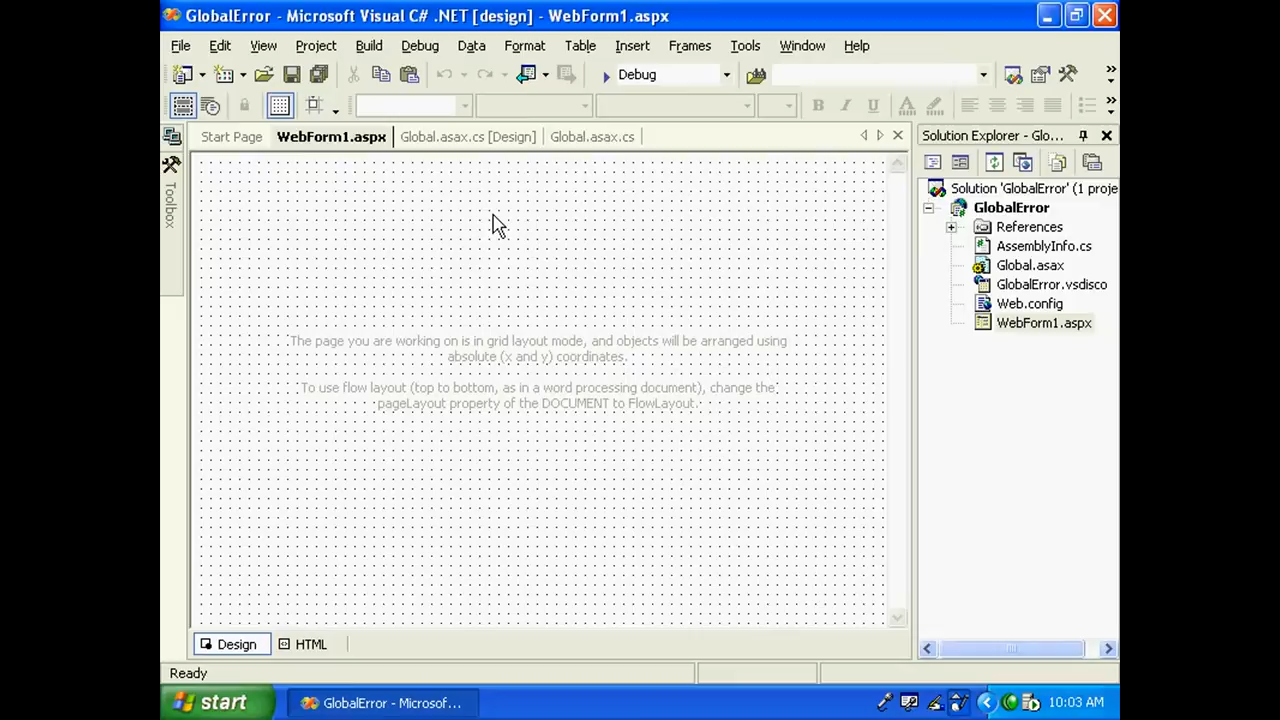 GlobalError - Microsoft Visual C# .NET [design] - WebForm1.aspx
File Edit View Project Build Debug Data Format Table Insert Frames Tools Window Help
Debug
B I U A
Start Page WebForm1.aspx Global.asax.cs [Design] Global.asax.cs
Solution Explorer - Glo...
Toolbox
Solution 'GlobalError' (1 proje
GlobalError
References
AssemblyInfo.cs
Global.asax
GlobalError.vsdisco
Web.config
WebForm1.aspx
The page you are working on is in grid layout mode, and objects will be arranged using
absolute (x and y) coordinates.
To use flow layout (top to bottom, as in a word processing document), change the
pageLayout property of the DOCUMENT to FlowLayout.
Design HTML
Ready
start GlobalError - Microsof... 10:03 AM